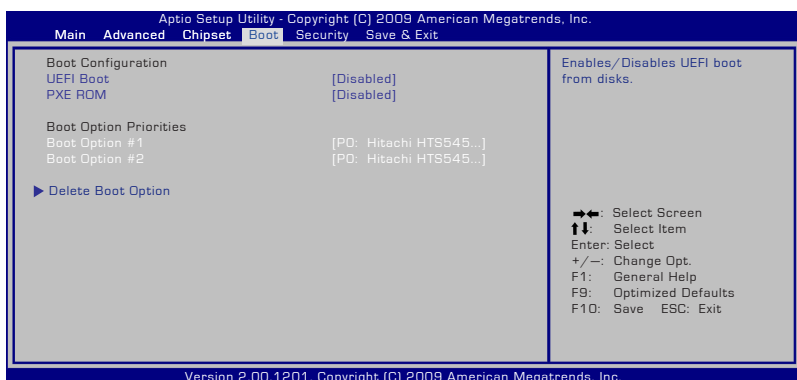 Aptio Setup Utility - Copyright (C) 2009 American Megatrends, Inc.
Main Advanced Chipset Boot Security Save & Exit
Boot Configuration
UEFI Boot [Disabled]
PXE ROM [Disabled]
Boot Option Priorities
Boot Option #1 [P0: Hitachi HTS545...]
Boot Option #2 [P0: Hitachi HTS545...]
Delete Boot Option
Enables/Disables UEFI boot
from disks.
→←: Select Screen
↑↓: Select Item
Enter: Select
+/—: Change Opt.
F1: General Help
F9: Optimized Defaults
F10: Save ESC: Exit
Version 2.00.1201. Copyright (C) 2009 American Megatrends, Inc.